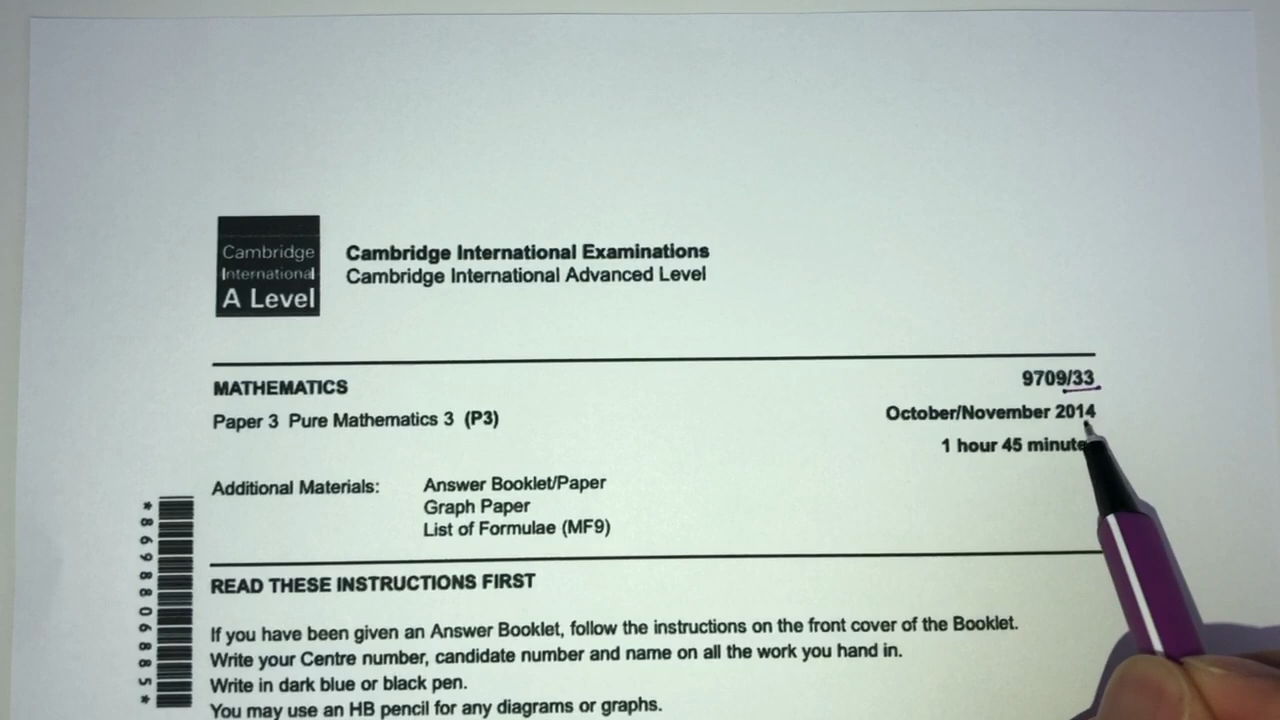 Cambridge
International
A Level
Cambridge International Examinations
Cambridge International Advanced Level
MATHEMATICS
9709/33
Paper 3 Pure Mathematics 3 (P3)
October/November 2014
1 hour 45 minute
Additional Materials:
Answer Booklet/Paper
Graph Paper
List of Formulae (MF9)
*8698806885*
READ THESE INSTRUCTIONS FIRST
If you have been given an Answer Booklet, follow the instructions on the front cover of the Booklet.
Write your Centre number, candidate number and name on all the work you hand in.
Write in dark blue or black pen.
You may use an HB pencil for any diagrams or graphs.